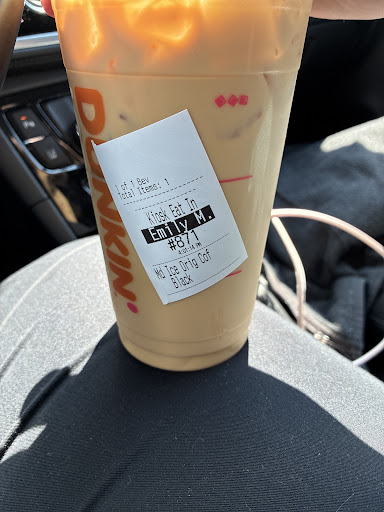 DUNKIN'
1 of 1 Bev
Total Items: 1
Kiosk Eat In
Emily M.
#871
Md Ice Orig Cof
Black